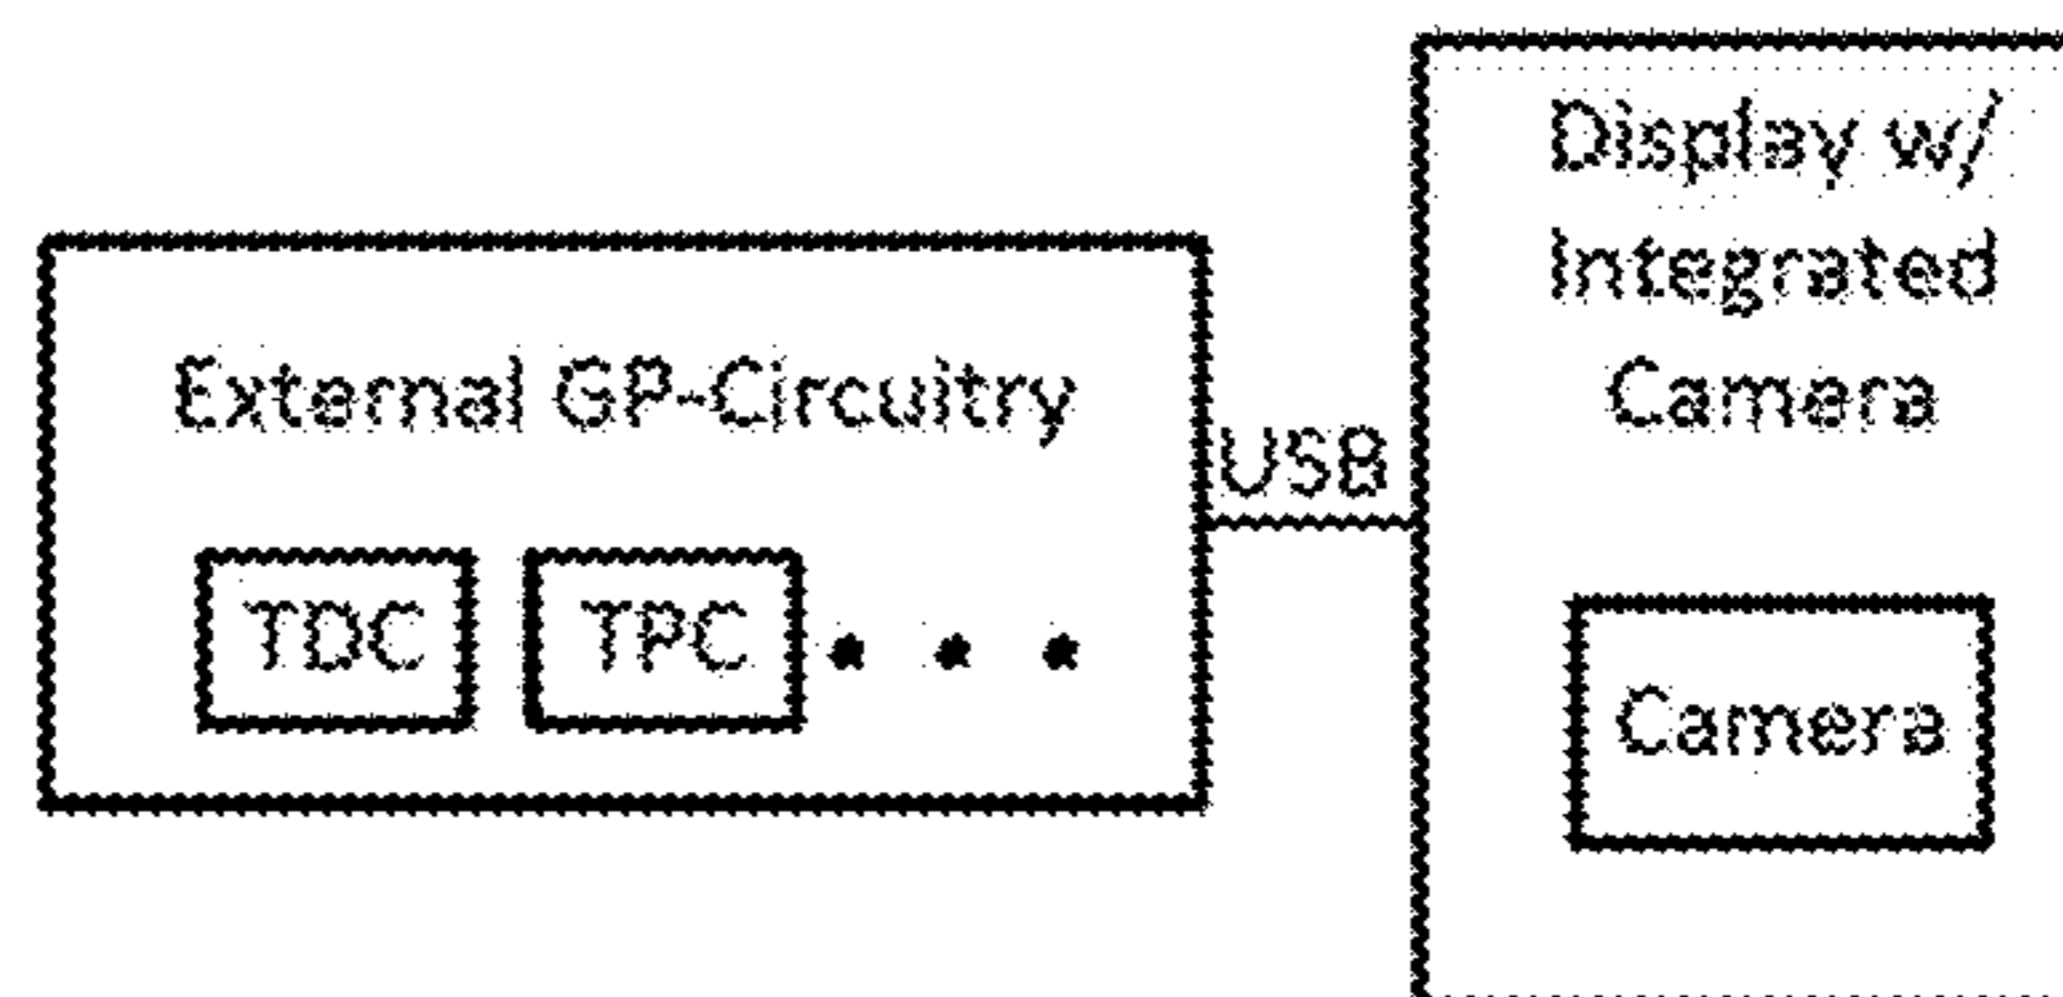 External GP-Circuitry
TDC
TPC
USB
Display w/
Integrated
Camera
Camera